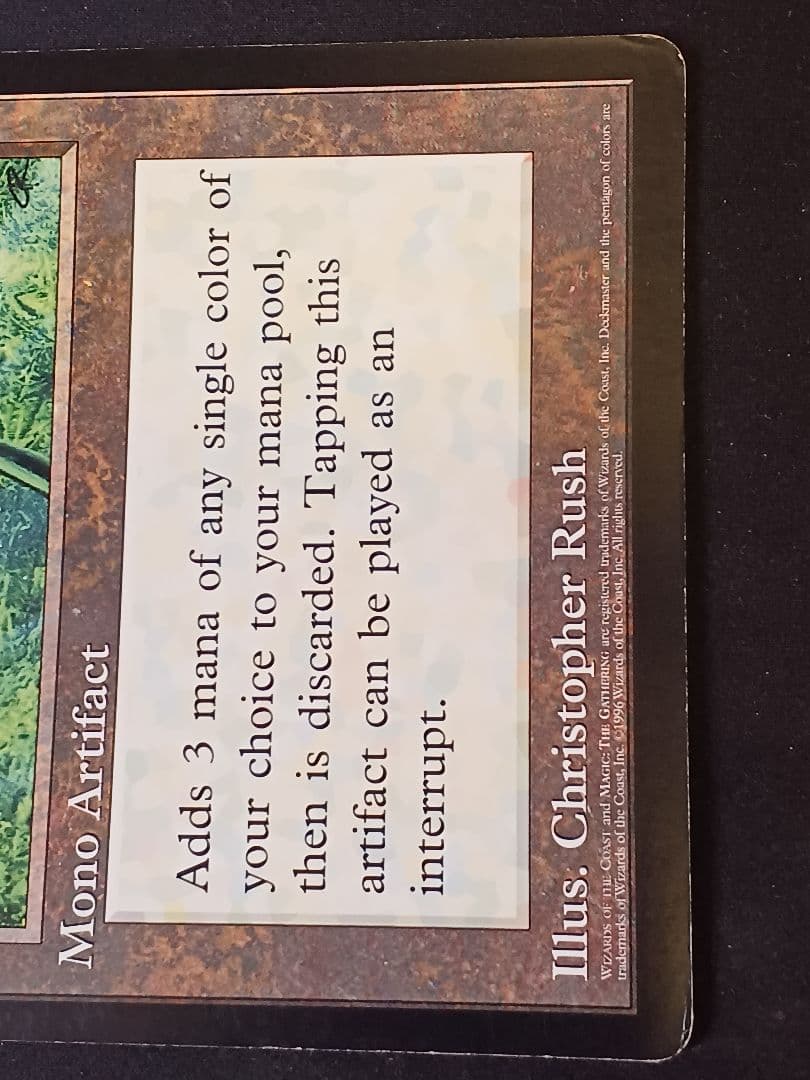 Mono Artifact
Adds 3 mana of any single color of
your choice to your mana pool,
then is discarded. Tapping this
artifact can be played as an
interrupt.
Illus. Christopher Rush
WIZARDS OF THE COAST and MAGIC: THE GATHERING are registered trademarks of Wizards of the Coast, Inc. Deckmaster and the pentagon of colors are
trademarks of Wizards of the Coast, Inc. ©1996 Wizards of the Coast, Inc. All rights reserved.